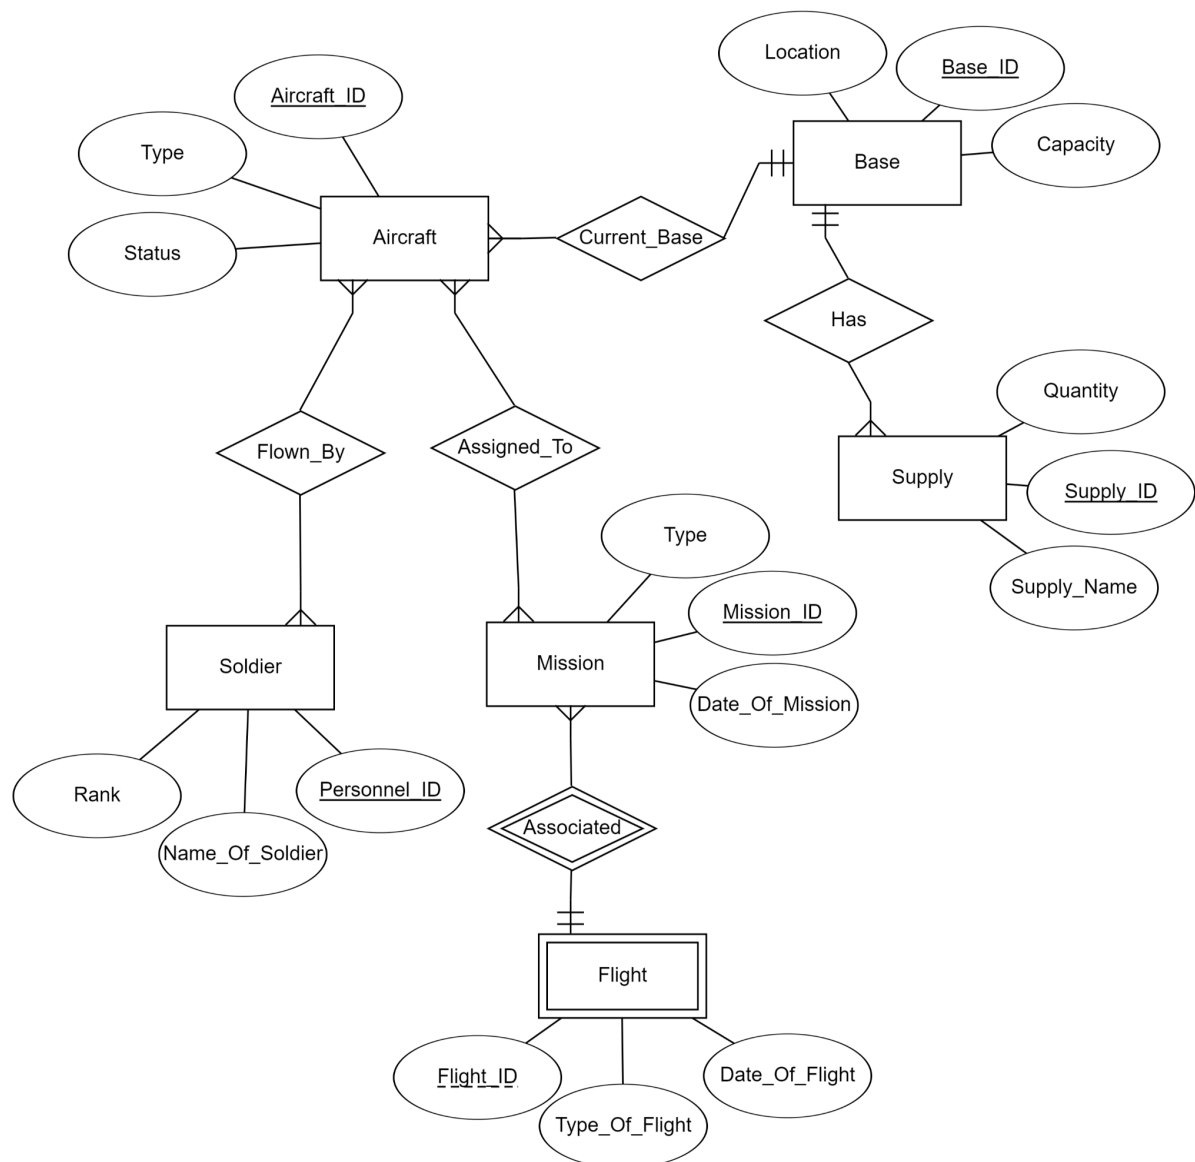 Location
Base_ID
Aircraft_ID
Capacity
Type
Base
Aircraft
Current_Base
Status
Has
Quantity
Flown_By
Assigned_To
Supply
Supply_ID
Type
Supply_Name
Mission_ID
Soldier
Mission
Date_Of_Mission
Rank
Personnel_ID
Name_Of_Soldier
Associated
Flight
Flight_ID
Date_Of_Flight
Type_Of_Flight